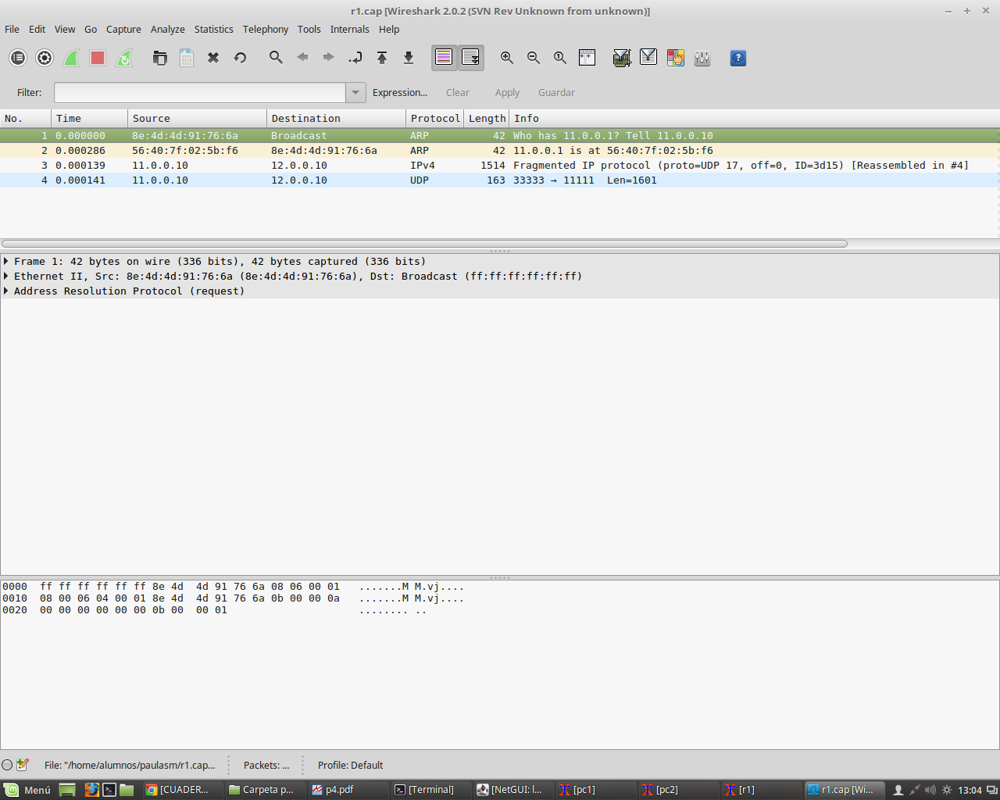 r1.cap [Wireshark 2.0.2 (SVN Rev Unknown from unknown)]
File Edit View Go Capture Analyze Statistics Telephony Tools Internals Help
Filter: Expression... Clear Apply Guardar
No. Time Source Destination Protocol Length Info
1 0.000000 8e:4d:4d:91:76:6a Broadcast ARP 42 Who has 11.0.0.1? Tell 11.0.0.10
2 0.000286 56:40:7f:02:5b:f6 8e:4d:4d:91:76:6a ARP 42 11.0.0.1 is at 56:40:7f:02:5b:f6
3 0.000139 11.0.0.10 12.0.0.10 IPv4 1514 Fragmented IP protocol (proto=UDP 17, off=0, ID=3d15) [Reassembled in #4]
4 0.000141 11.0.0.10 12.0.0.10 UDP 163 33333 → 11111 Len=1601
Frame 1: 42 bytes on wire (336 bits), 42 bytes captured (336 bits)
Ethernet II, Src: 8e:4d:4d:91:76:6a (8e:4d:4d:91:76:6a), Dst: Broadcast (ff:ff:ff:ff:ff:ff)
Address Resolution Protocol (request)
0000 ff ff ff ff ff ff 8e 4d 4d 91 76 6a 08 06 00 01 .......M M.vj....
0010 08 00 06 04 00 01 8e 4d 4d 91 76 6a 0b 00 00 0a .......M M.vj....
0020 00 00 00 00 00 00 0b 00 00 01 ........ ..
File: "/home/alumnos/paulasm/r1.cap... Packets: ... Profile: Default
Menú [CUADER... Carpeta p... p4.pdf [Terminal] [NetGUI: l... [pc1] [pc2] [r1] r1.cap [Wi... 13:04